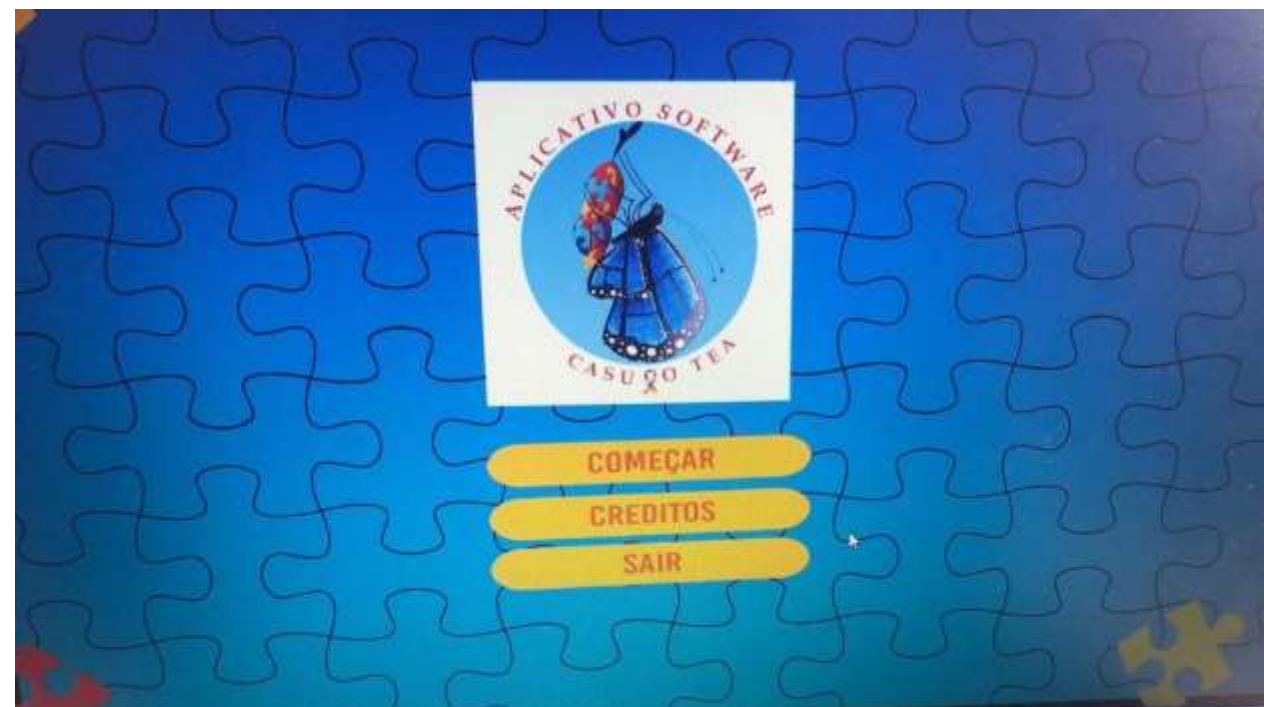 APLICATIVO SOFTWARE
CASULO TEA
COMEÇAR
CREDITOS
SAIR